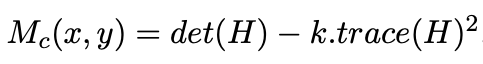 M_c(x, y) = det(H) − k.trace(H)².